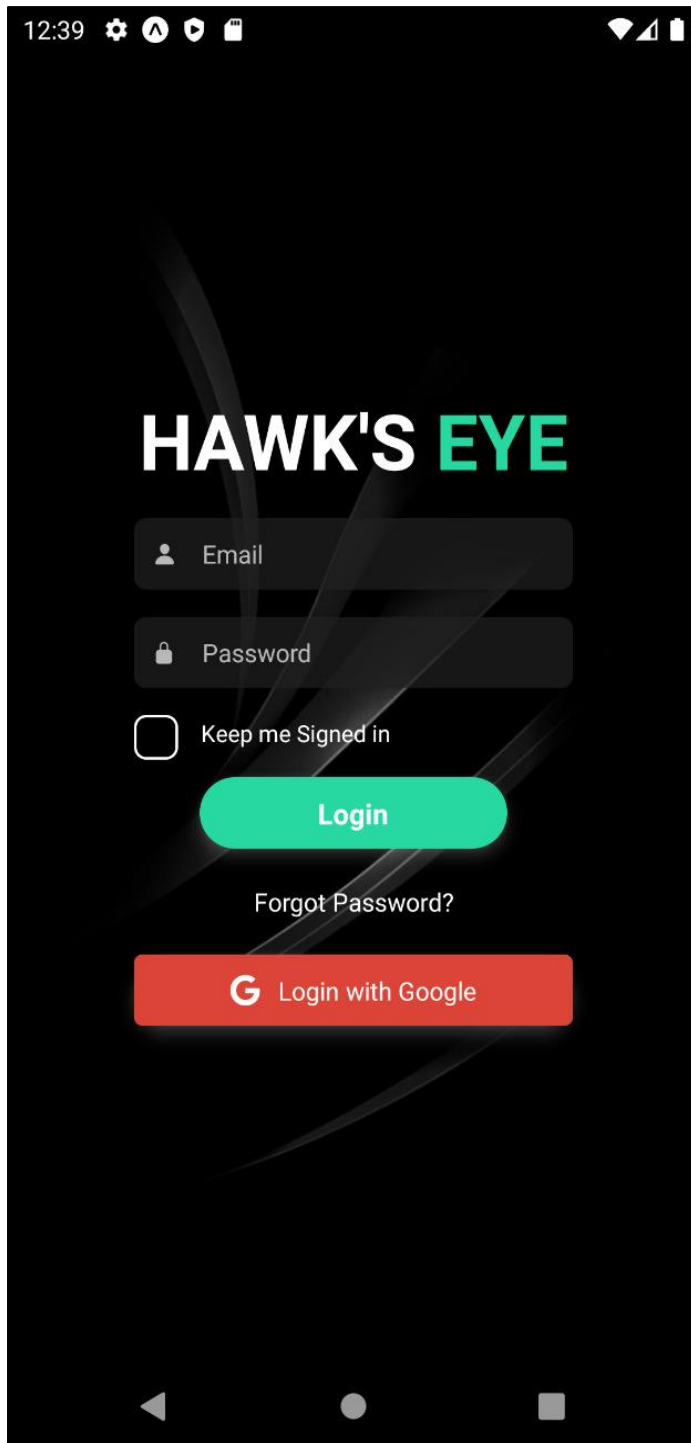 12:39
HAWK'S EYE
Email
Password
Keep me Signed in
Login
Forgot Password?
G Login with Google